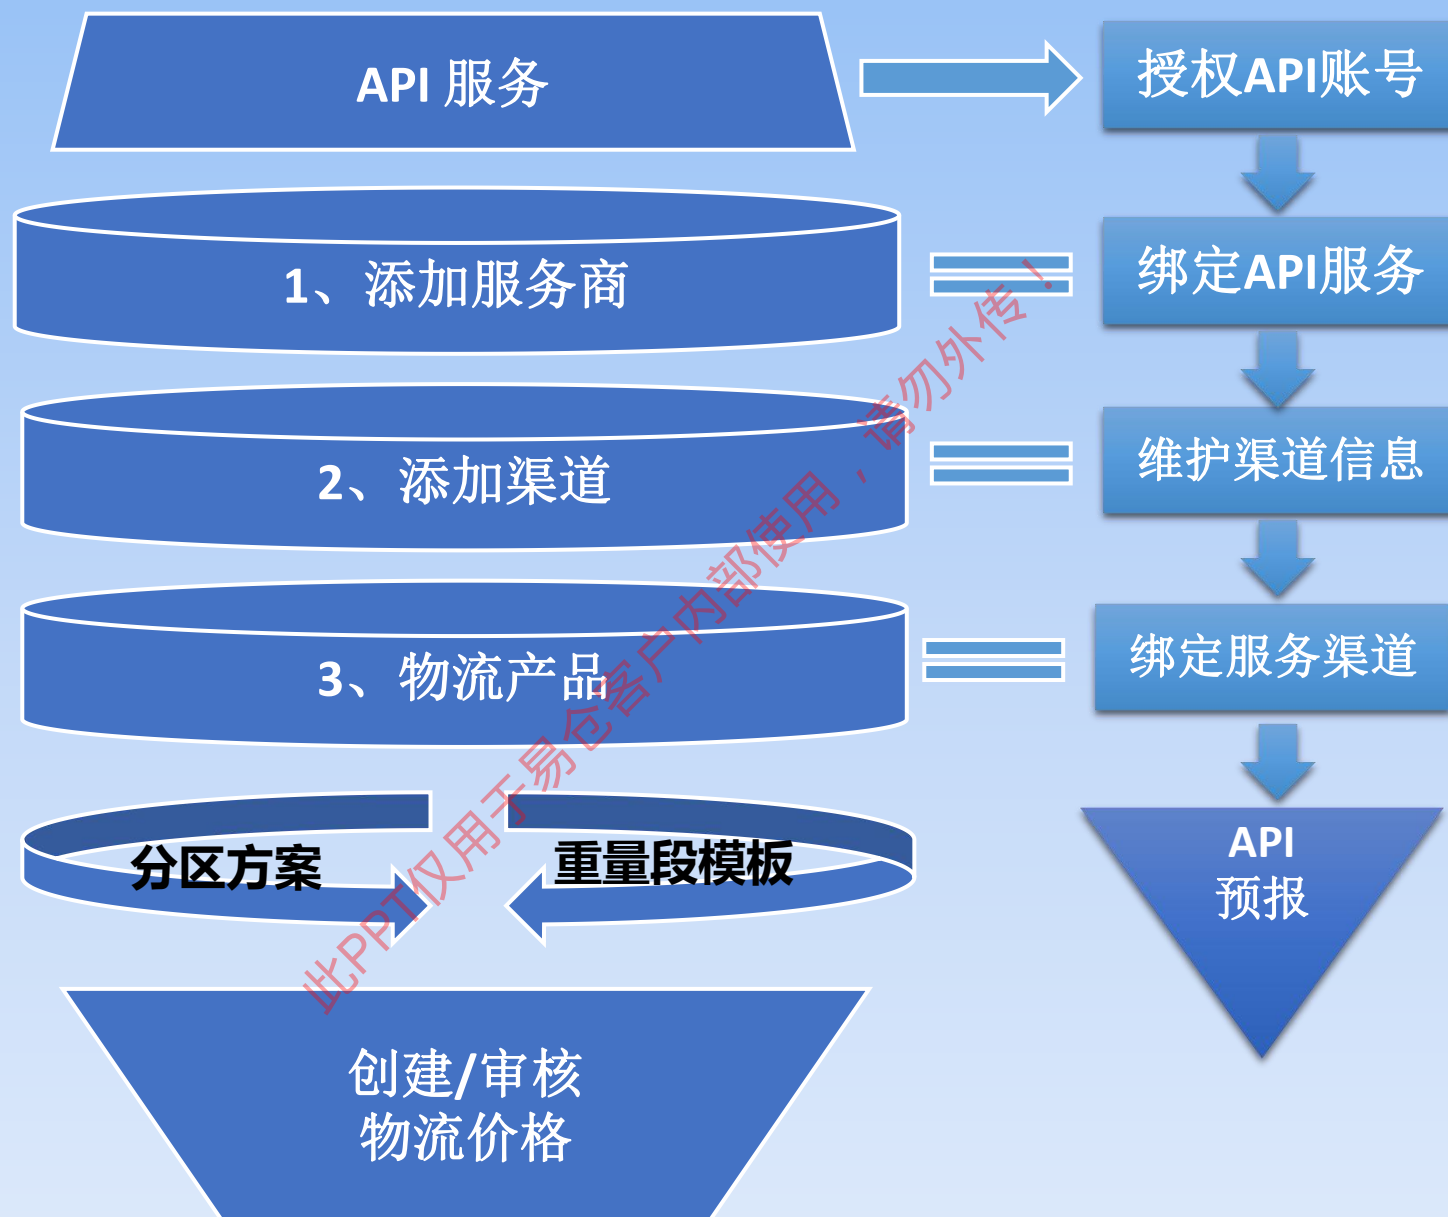 API 服务
授权API账号
1、添加服务商
绑定API服务
2、添加渠道
维护渠道信息
3、物流产品
绑定服务渠道
分区方案
重量段模板
API
预报
创建/审核
物流价格
此PPT仅用于易仓客户内部使用，请勿外传！